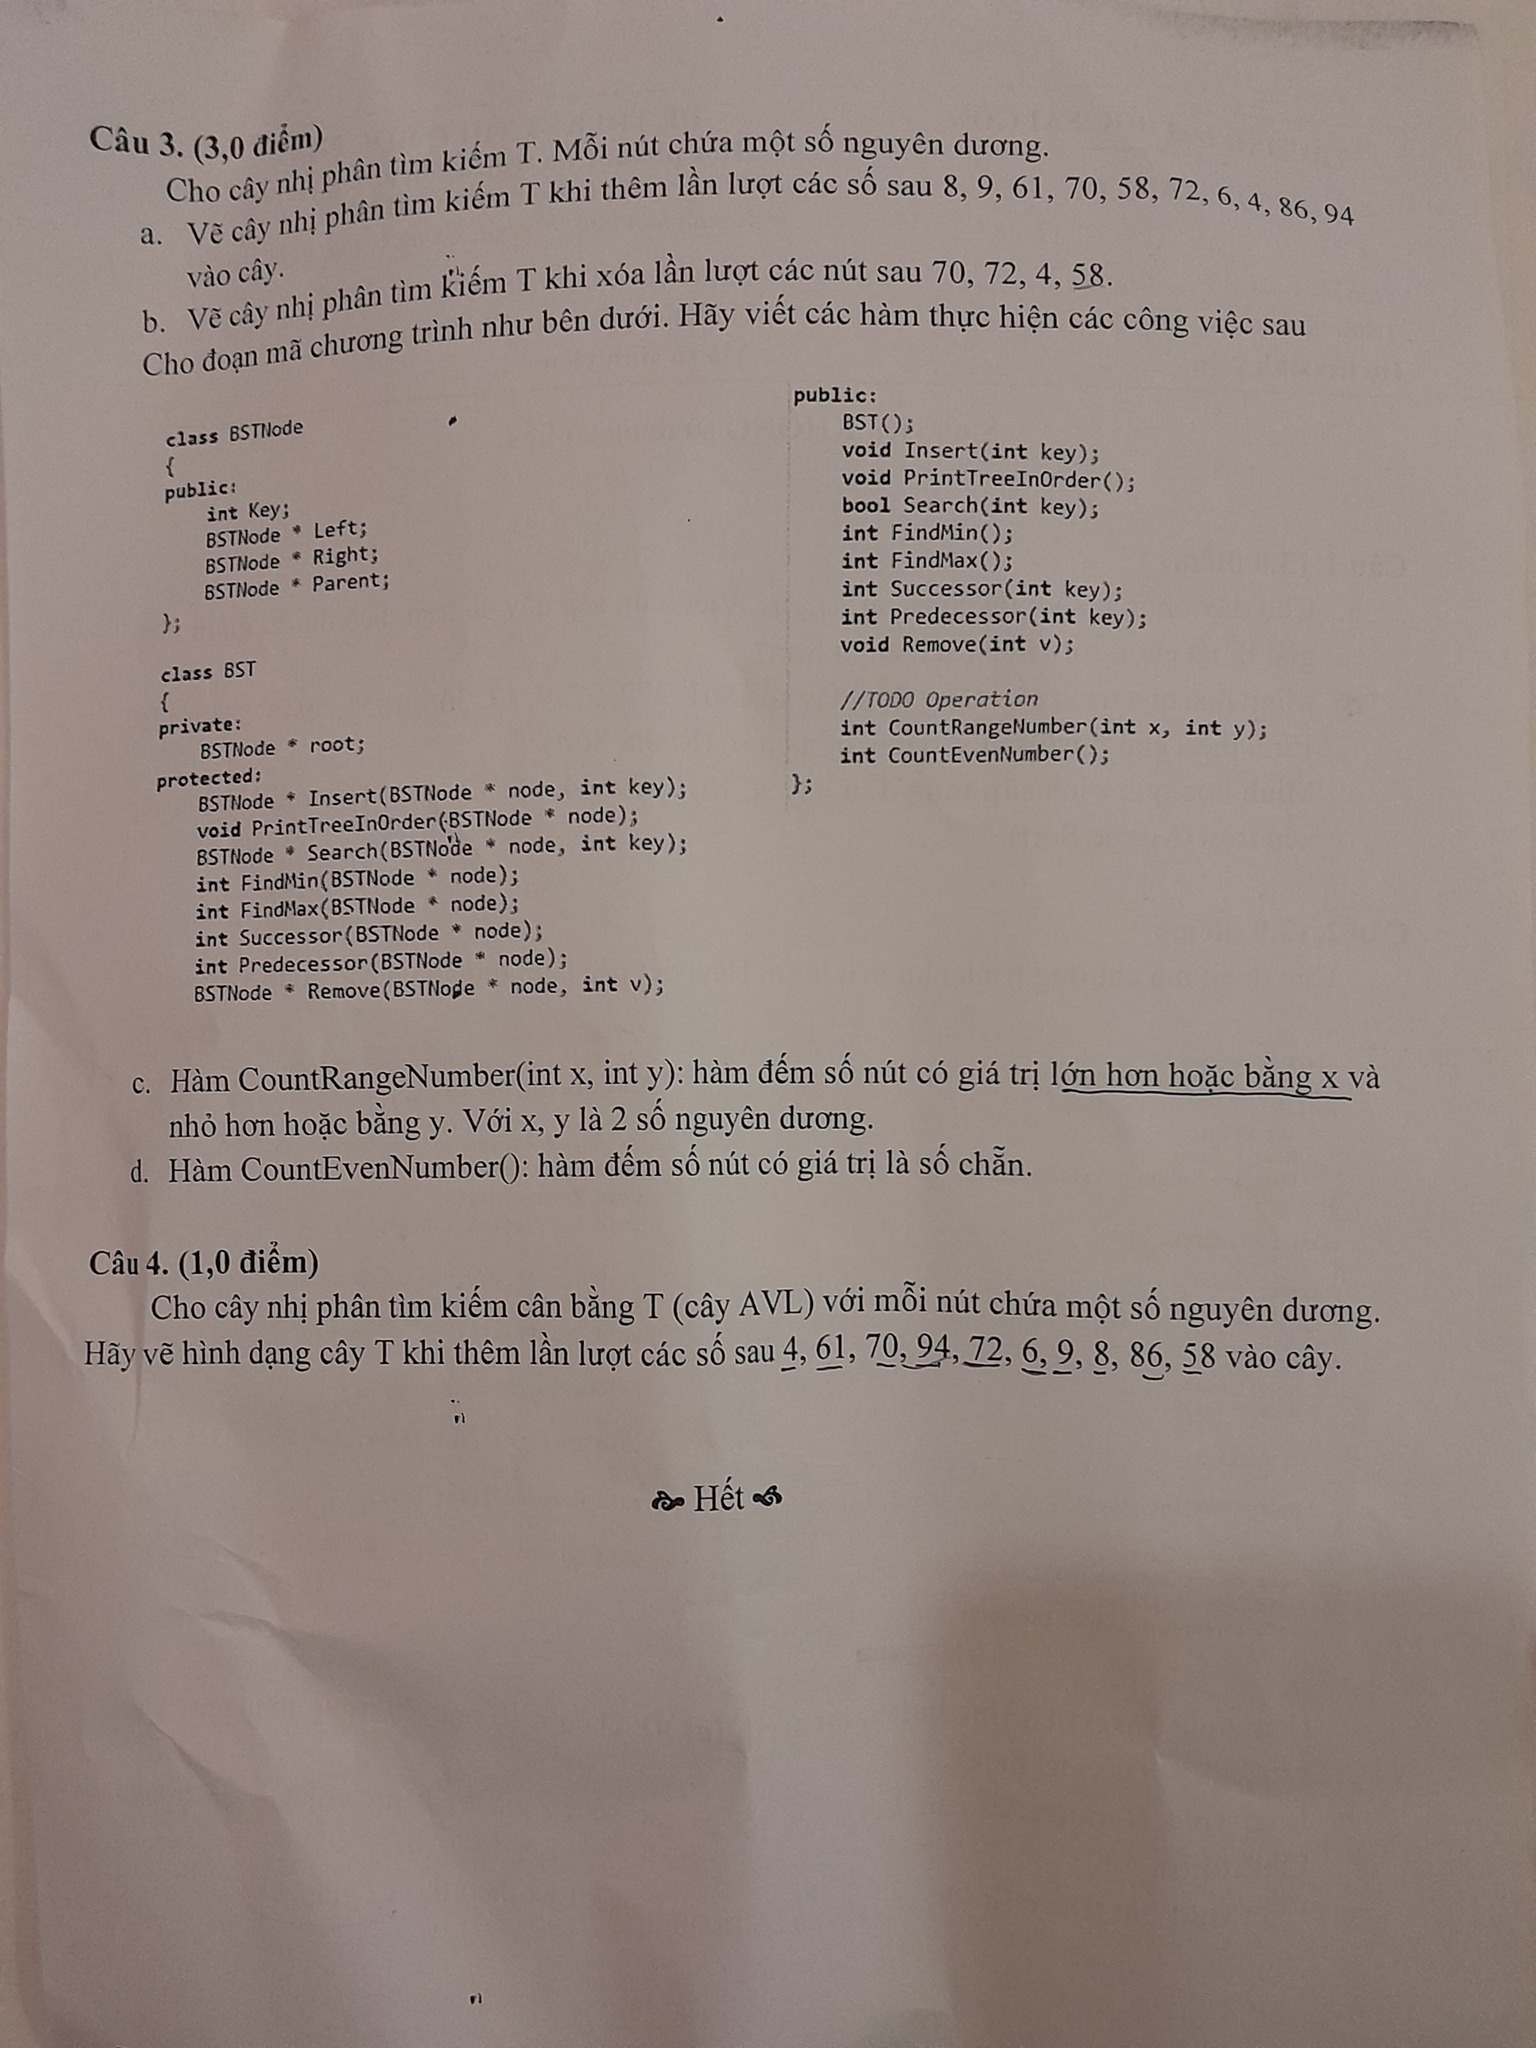 Câu 3. (3,0 điểm)
Cho cây nhị phân tìm kiếm T. Mỗi nút chứa một số nguyên dương.
a. Vẽ cây nhị phân tìm kiếm T khi thêm lần lượt các số sau 8, 9, 61, 70, 58, 72, 6, 4, 86, 94
vào cây.
b. Vẽ cây nhị phân tìm kiếm T khi xóa lần lượt các nút sau 70, 72, 4, 58.
Cho đoạn mã chương trình như bên dưới. Hãy viết các hàm thực hiện các công việc sau
class BSTNode
{
public:
int Key;
BSTNode * Left;
BSTNode * Right;
BSTNode * Parent;
};
class BST
{
private:
BSTNode * root;
protected:
BSTNode * Insert(BSTNode * node, int key);
void PrintTreeInOrder(BSTNode * node);
BSTNode * Search(BSTNode * node, int key);
int FindMin(BSTNode * node);
int FindMax(BSTNode * node);
int Successor(BSTNode * node);
int Predecessor(BSTNode * node);
BSTNode * Remove(BSTNode * node, int v);
public:
BST();
void Insert(int key);
void PrintTreeInOrder();
bool Search(int key);
int FindMin();
int FindMax();
int Successor(int key);
int Predecessor(int key);
void Remove(int v);
//TODO Operation
int CountRangeNumber(int x, int y);
int CountEvenNumber();
};
c. Hàm CountRangeNumber(int x, int y): hàm đếm số nút có giá trị lớn hơn hoặc bằng x và
nhỏ hơn hoặc bằng y. Với x, y là 2 số nguyên dương.
d. Hàm CountEvenNumber(): hàm đếm số nút có giá trị là số chẵn.
Câu 4. (1,0 điểm)
Cho cây nhị phân tìm kiếm cân bằng T (cây AVL) với mỗi nút chứa một số nguyên dương.
Hãy vẽ hình dạng cây T khi thêm lần lượt các số sau 4, 61, 70, 94, 72, 6, 9, 8, 86, 58 vào cây.
Hết